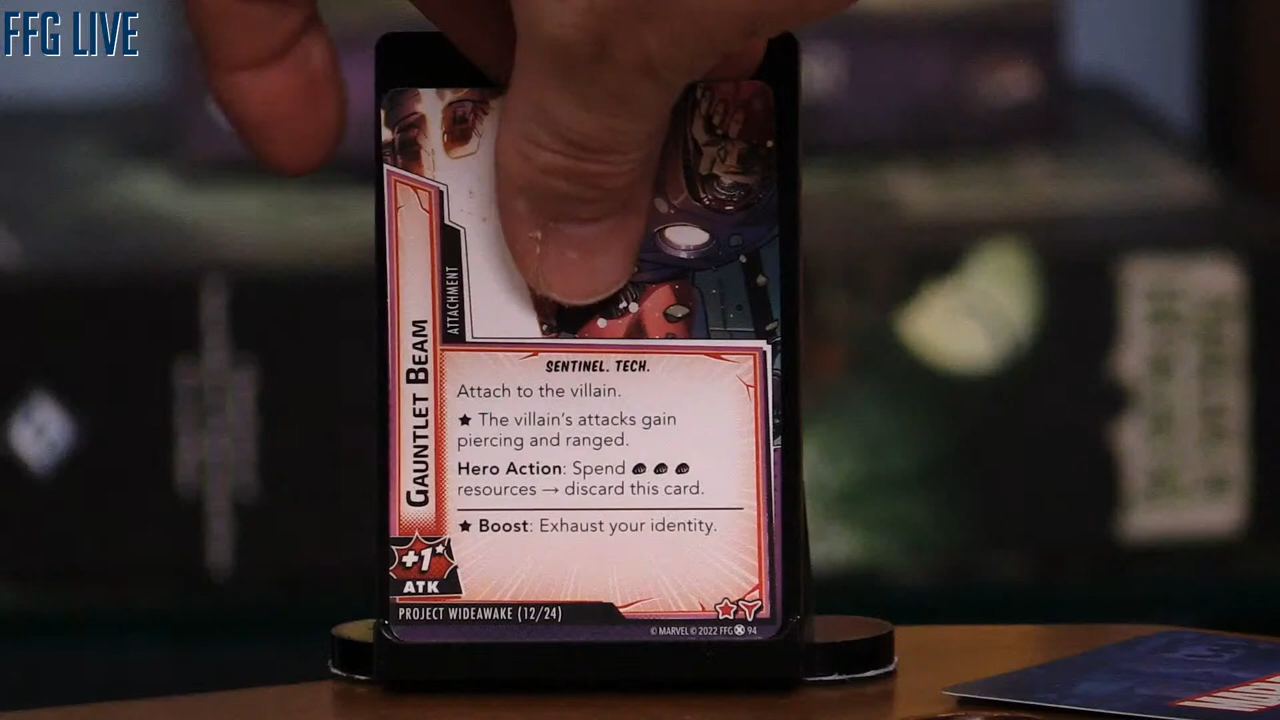 FFG LIVE
ATTACHMENT
GAUNTLET BEAM
SENTINEL. TECH.
Attach to the villain.
★ The villain's attacks gain
piercing and ranged.
Hero Action: Spend
resources → discard this card.
★ Boost: Exhaust your identity.
+1★
ATK
PROJECT WIDEAWAKE (12/24)
© MARVEL © 2022 FFG 94